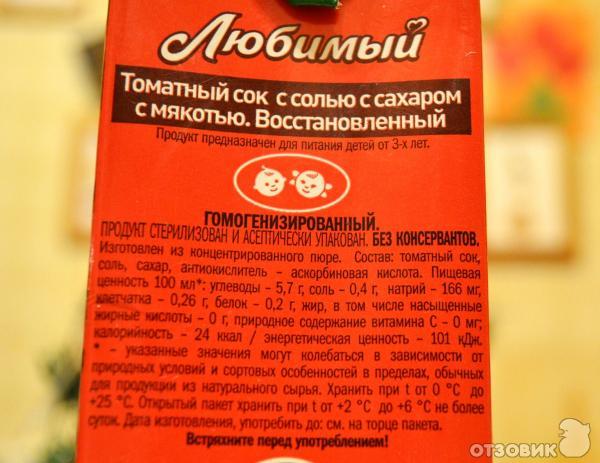 Любимый
Томатный сок с солью с сахаром
с мякотью. Восстановленный
Продукт предназначен для питания детей от 3-х лет.
ГОМОГЕНИЗИРОВАННЫЙ.
ПРОДУКТ СТЕРИЛИЗОВАН И АСЕПТИЧЕСКИ УПАКОВАН. БЕЗ КОНСЕРВАНТОВ.
Изготовлен из концентрированного пюре. Состав: томатный сок,
соль, сахар, антиокислитель - аскорбиновая кислота. Пищевая
ценность 100 мл*: углеводы – 5,7 г, соль – 0,4 г, натрий – 166 мг,
клетчатка – 0,26 г, белок – 0,2 г, жир, в том числе насыщенные
жирные кислоты – 0 г, природное содержание витамина С – 0 мг;
калорийность – 24 ккал / энергетическая ценность – 101 кДж.
* - указанные значения могут колебаться в зависимости от
природных условий и сортовых особенностей в пределах, обычных
для продукции из натурального сырья. Хранить при t от 0 °С до
+25 °С. Открытый пакет хранить при t от +2 °С до +6 °С не более
суток. Дата изготовления, употребить до: см. на торце пакета.
Встряхните перед употреблением!
ОТЗОВИК